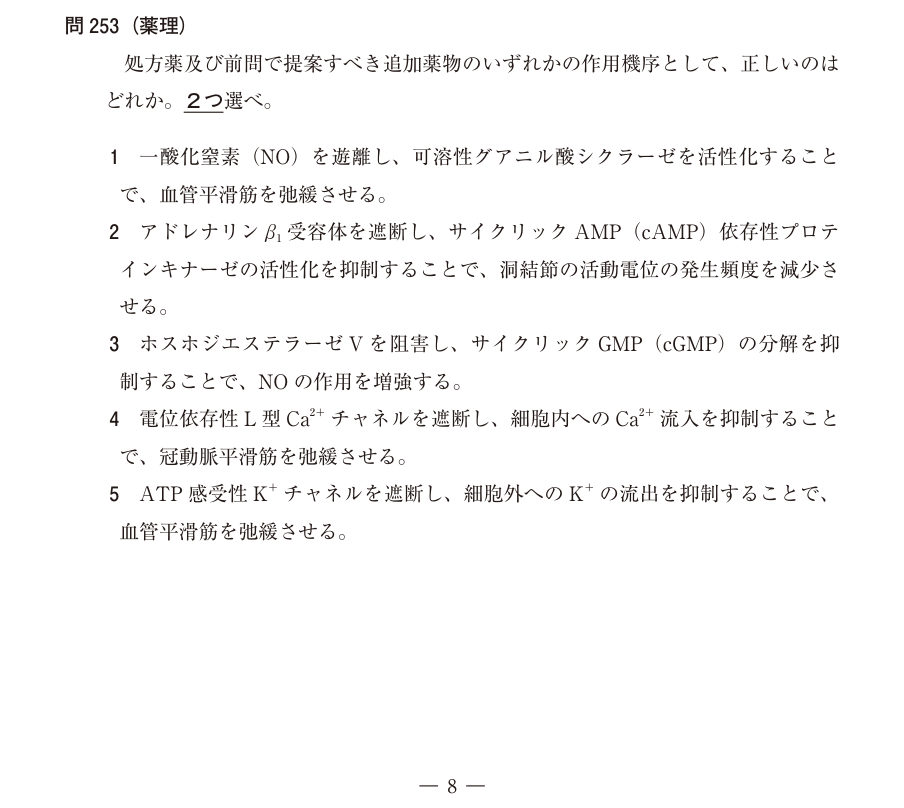 問 253(薬理)
処方薬及び前問で提案すべき追加薬物のいずれかの作用機序として、正しいのは
どれか。2つ選べ。
1 一酸化窒素(NO)を遊離し、可溶性グアニル酸シクラーゼを活性化すること
で、血管平滑筋を弛緩させる。
2 アドレナリン β₁ 受容体を遮断し、サイクリック AMP(cAMP)依存性プロテ
インキナーゼの活性化を抑制することで、洞結節の活動電位の発生頻度を減少さ
せる。
3 ホスホジエステラーゼ V を阻害し、サイクリック GMP(cGMP)の分解を抑
制することで、NO の作用を増強する。
4 電位依存性 L 型 Ca²⁺ チャネルを遮断し、細胞内への Ca²⁺ 流入を抑制すること
で、冠動脈平滑筋を弛緩させる。
5 ATP 感受性 K⁺ チャネルを遮断し、細胞外への K⁺ の流出を抑制することで、
血管平滑筋を弛緩させる。
― 8 ―